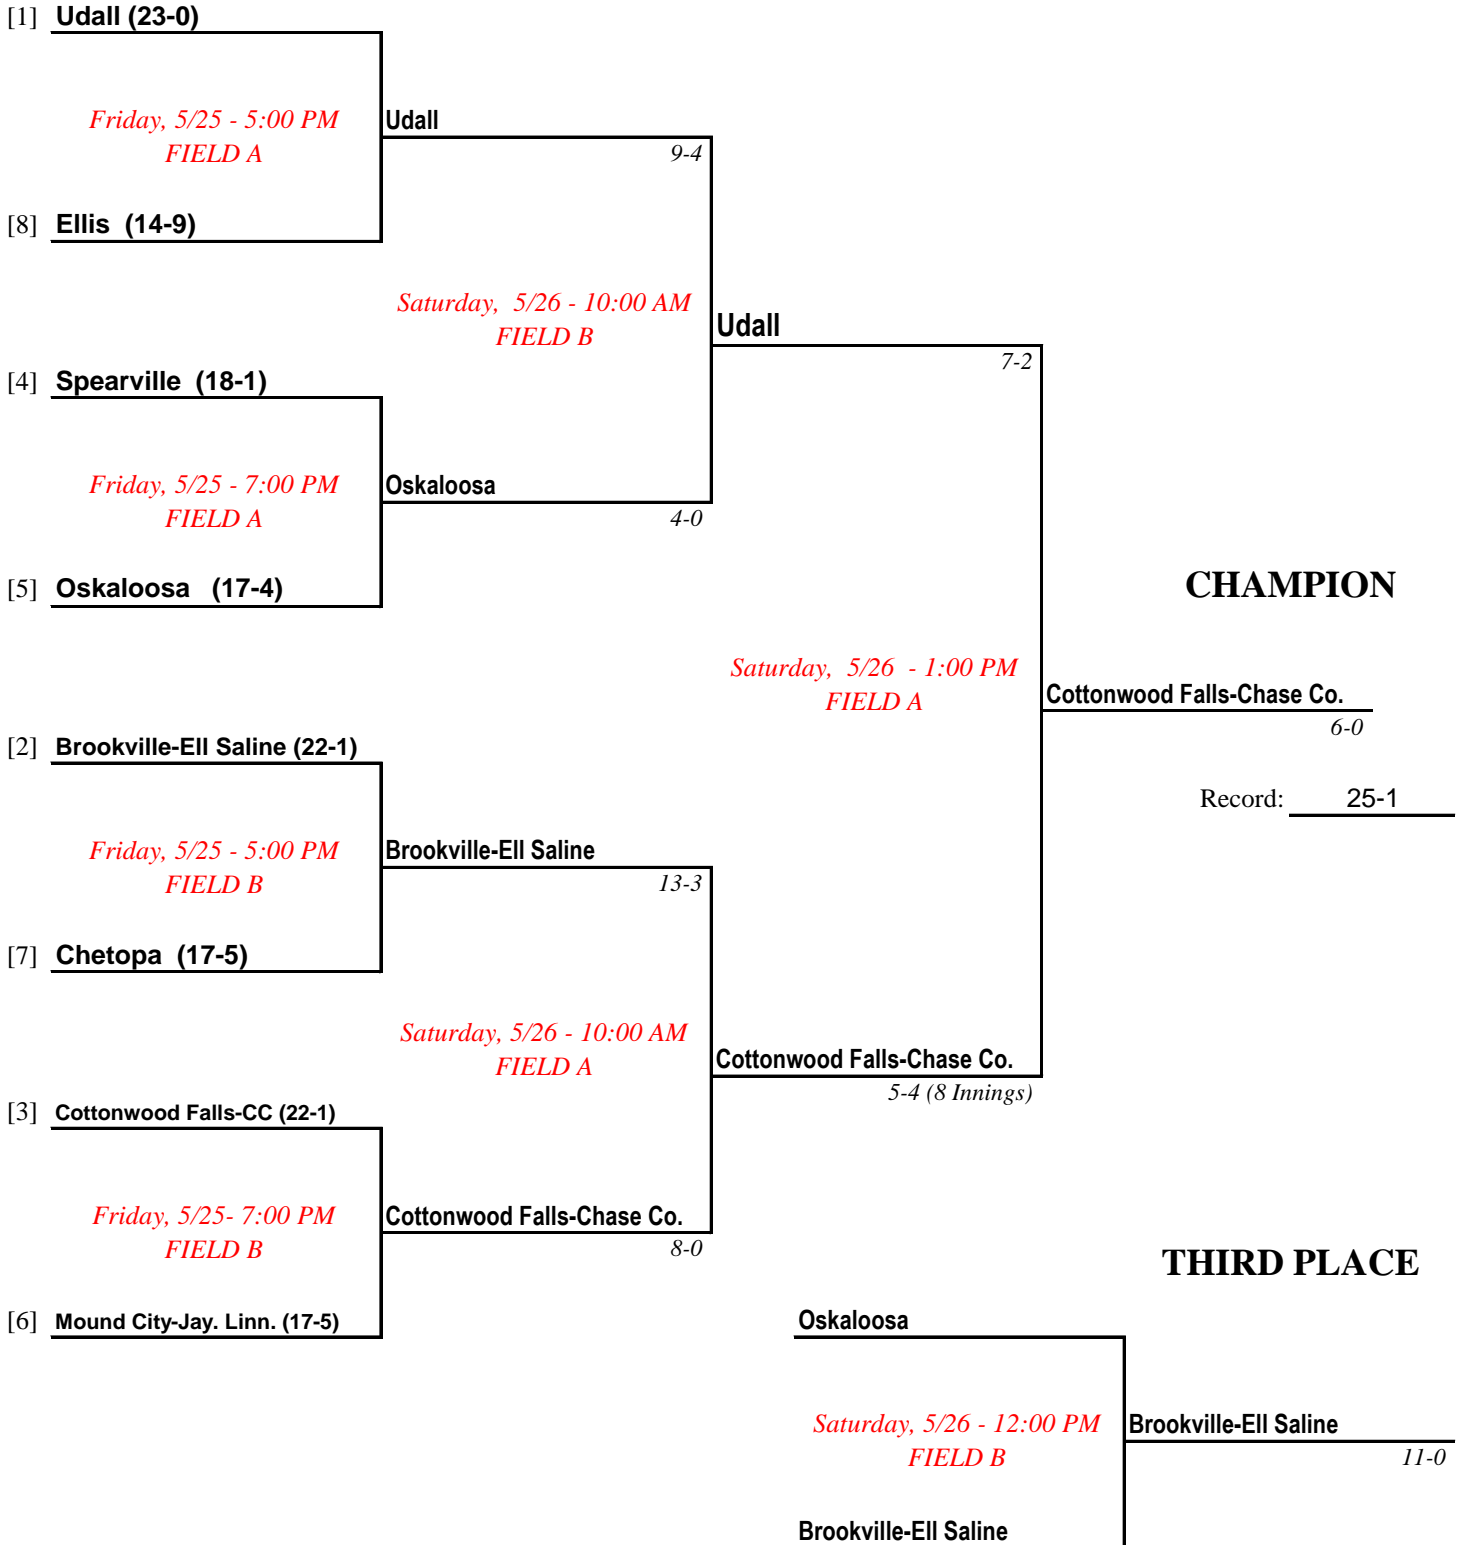 [1] Udall (23-0)
Friday, 5/25 - 5:00 PM
FIELD A
Udall
9-4
[8] Ellis (14-9)
Saturday, 5/26 - 10:00 AM
FIELD B
Udall
7-2
[4] Spearville (18-1)
Friday, 5/25 - 7:00 PM
FIELD A
Oskaloosa
4-0
[5] Oskaloosa (17-4)
CHAMPION
Saturday, 5/26 - 1:00 PM
FIELD A
Cottonwood Falls-Chase Co.
6-0
Record: 25-1
[2] Brookville-Ell Saline (22-1)
Friday, 5/25 - 5:00 PM
FIELD B
Brookville-Ell Saline
13-3
[7] Chetopa (17-5)
Saturday, 5/26 - 10:00 AM
FIELD A
Cottonwood Falls-Chase Co.
5-4 (8 Innings)
[3] Cottonwood Falls-CC (22-1)
Friday, 5/25- 7:00 PM
FIELD B
Cottonwood Falls-Chase Co.
8-0
[6] Mound City-Jay. Linn. (17-5)
THIRD PLACE
Oskaloosa
Saturday, 5/26 - 12:00 PM
FIELD B
Brookville-Ell Saline
11-0
Brookville-Ell Saline